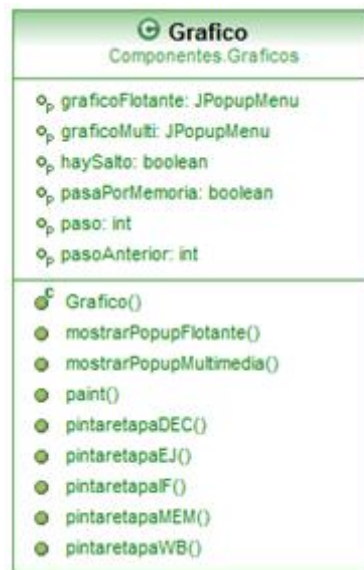 Grafico
Componentes.Graficos
graficoFlotante: JPopupMenu
graficoMulti: JPopupMenu
haySalto: boolean
pasaPorMemoria: boolean
paso: int
pasoAnterior: int
Grafico()
mostrarPopupFlotante()
mostrarPopupMultimedia()
paint()
pintaretapaDEC()
pintaretapaEJ()
pintaretapaIF()
pintaretapaMEM()
pintaretapaWB()